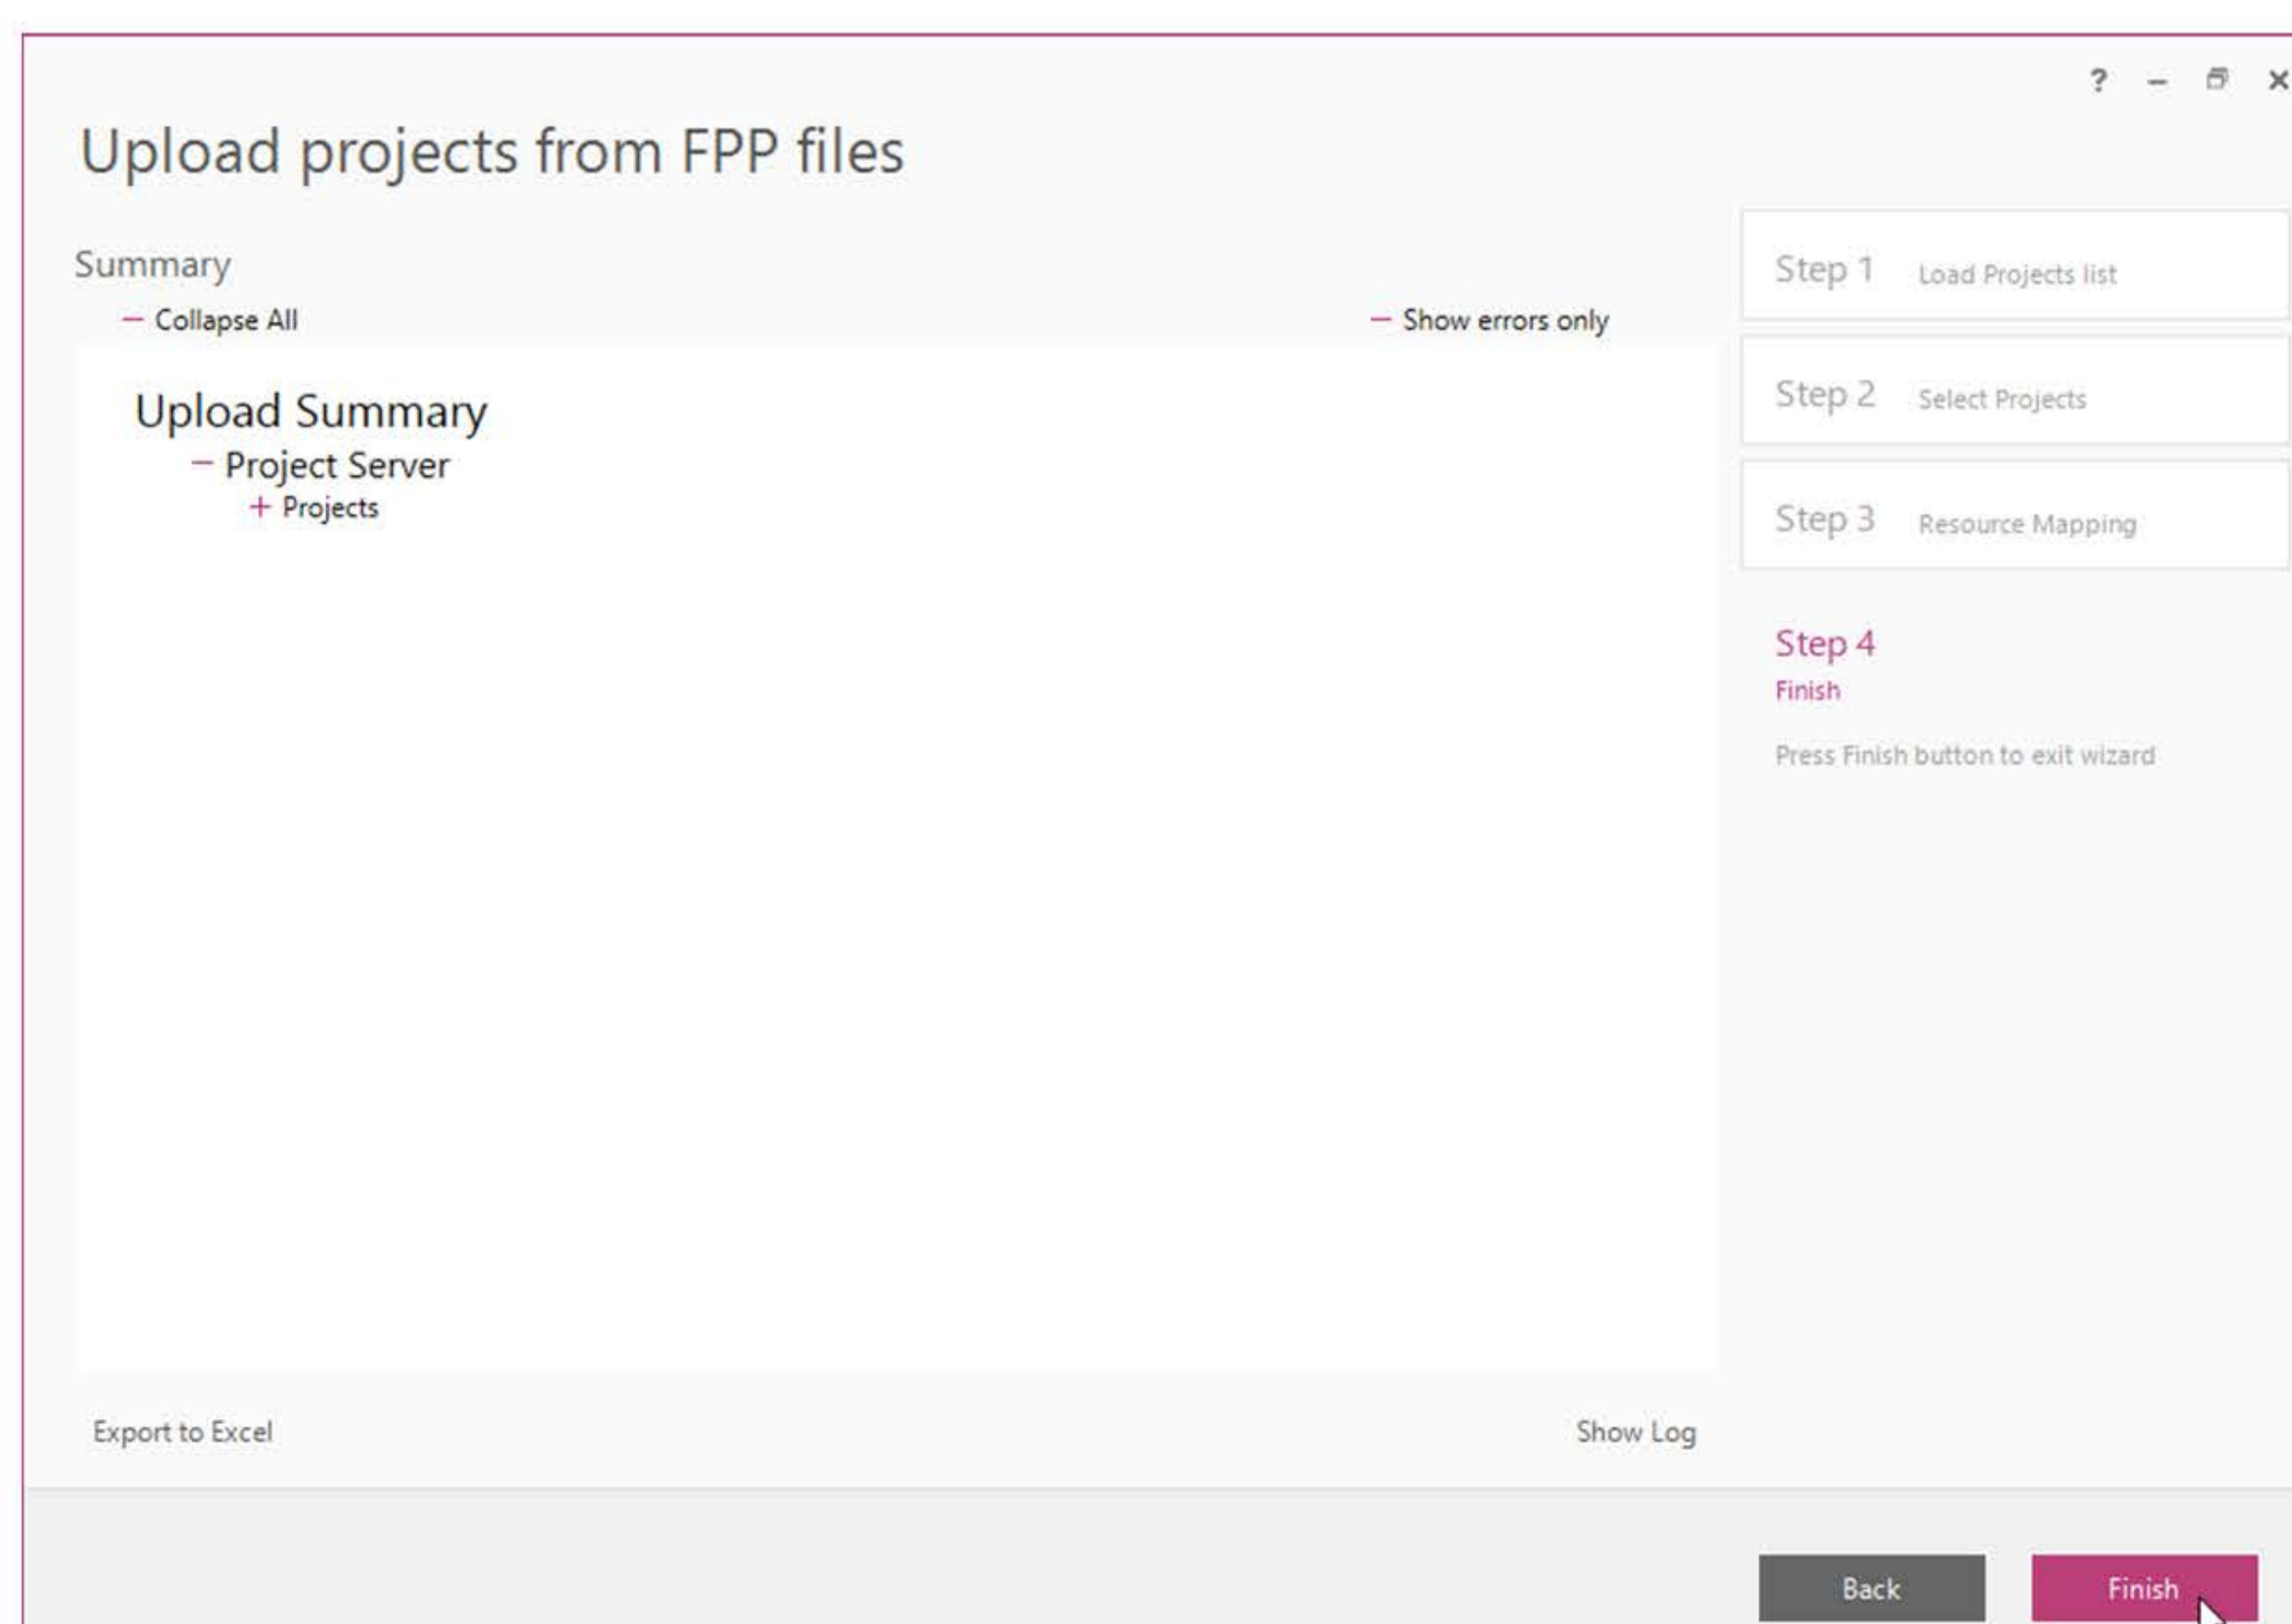 ?
Upload projects from FPP files
Summary
Collapse All
Show errors only
Upload Summary
Project Server
Projects
Step 1 Load Projects list
Step 2 Select Projects
Step 3 Resource Mapping
Step 4
Finish
Press Finish button to exit wizard
Export to Excel
Show Log
Back
Finish